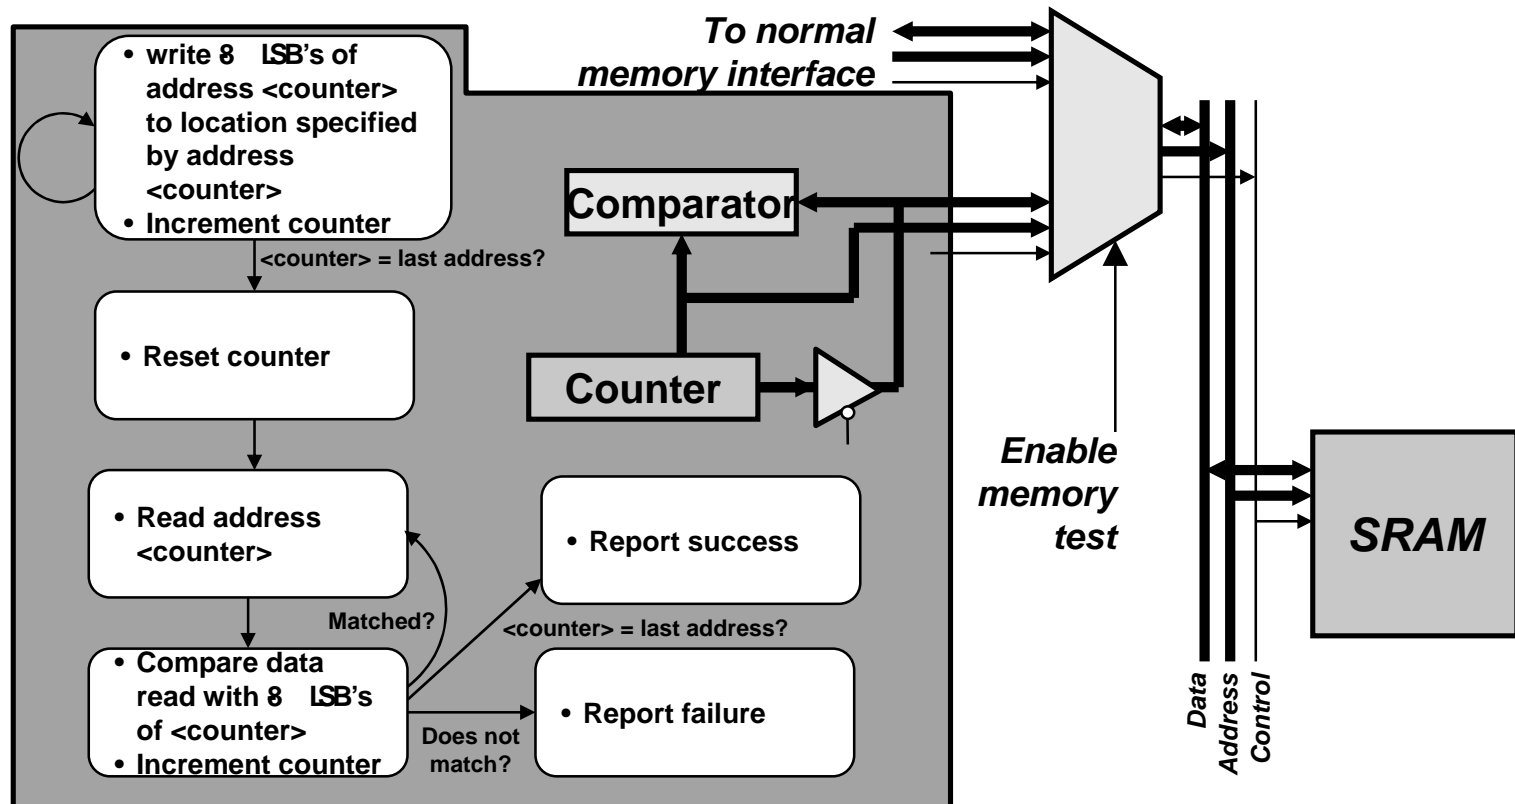 • write 8 LSB's of
address <counter>
to location specified
by address
<counter>
• Increment counter
<counter> = last address?
• Reset counter
• Read address
<counter>
Matched?
• Compare data
read with 8 LSB's
of <counter>
• Increment counter
<counter> = last address?
• Report success
Does not
match?
• Report failure
Comparator
Counter
To normal
memory interface
Enable
memory
test
Data
Address
Control
SRAM